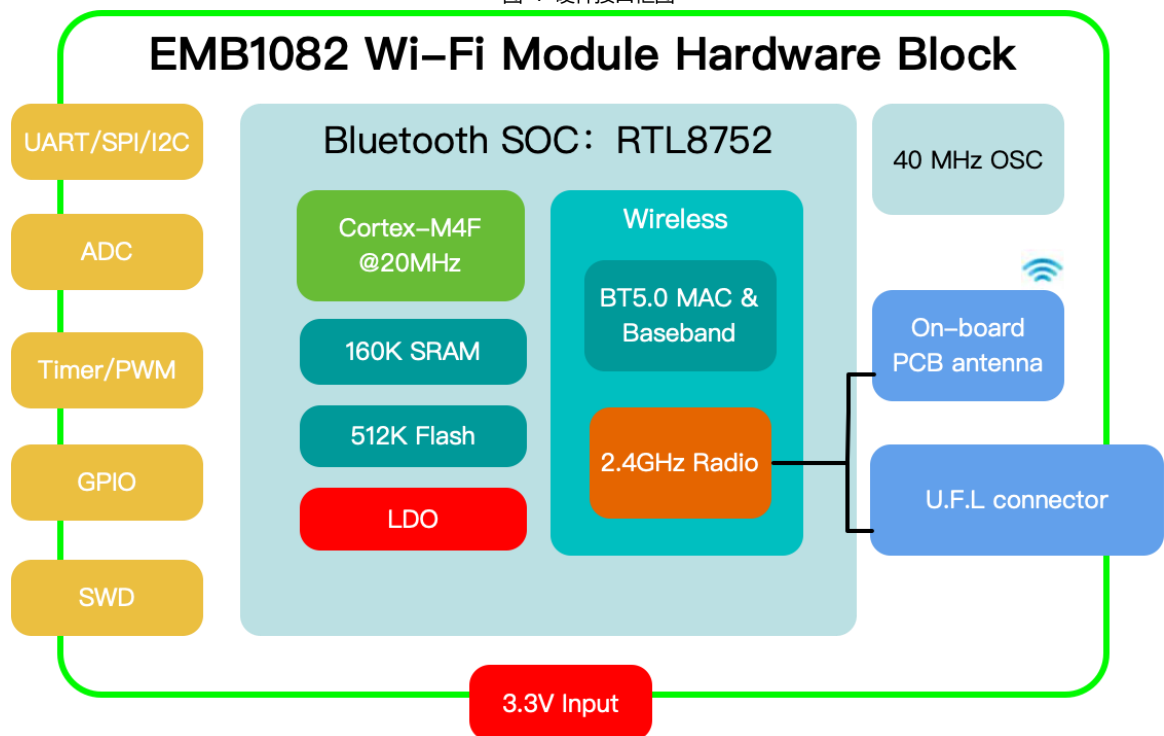 EMB1082 Wi-Fi Module Hardware Block
UART/SPI/I2C
ADC
Timer/PWM
GPIO
SWD
Bluetooth SOC：RTL8752
Cortex-M4F
@20MHz
160K SRAM
512K Flash
LDO
Wireless
BT5.0 MAC &
Baseband
2.4GHz Radio
40 MHz OSC
On-board
PCB antenna
U.F.L connector
3.3V Input